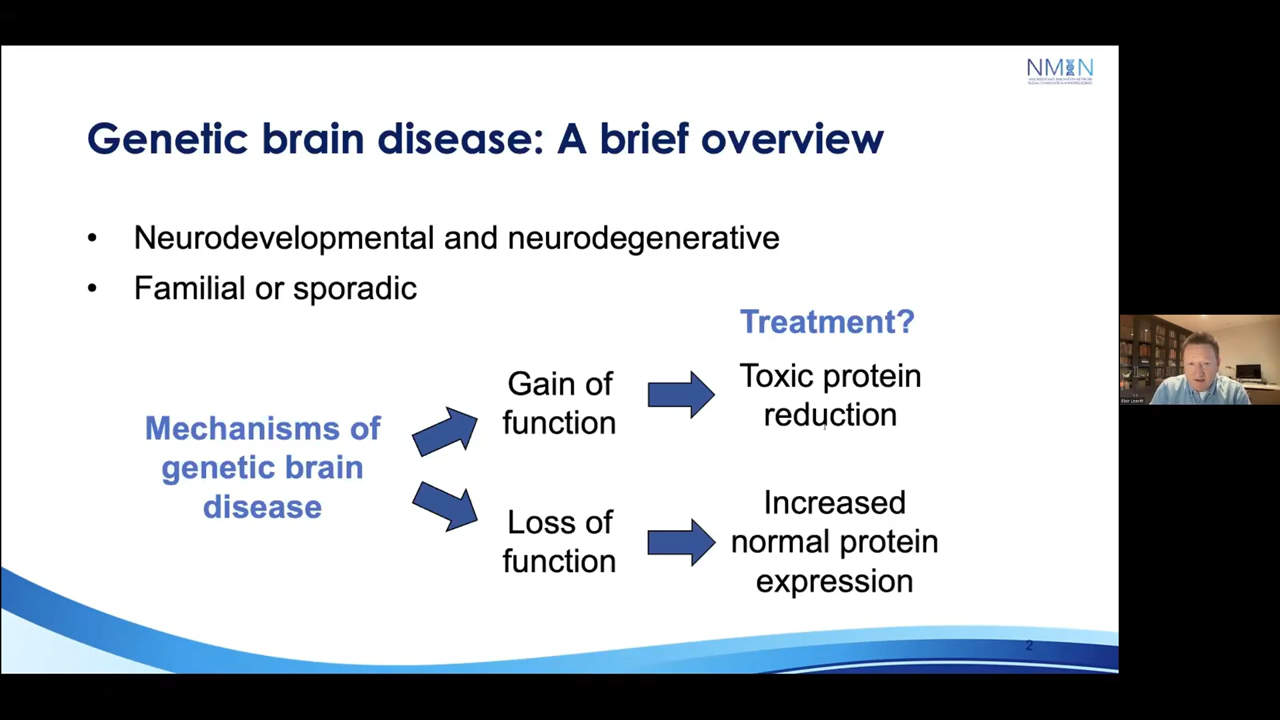 NMIN
Genetic brain disease: A brief overview
• Neurodevelopmental and neurodegenerative
• Familial or sporadic
Treatment?
Gain of
function
Toxic protein
reduction
Mechanisms of
genetic brain
disease
Loss of
function
Increased
normal protein
expression
2